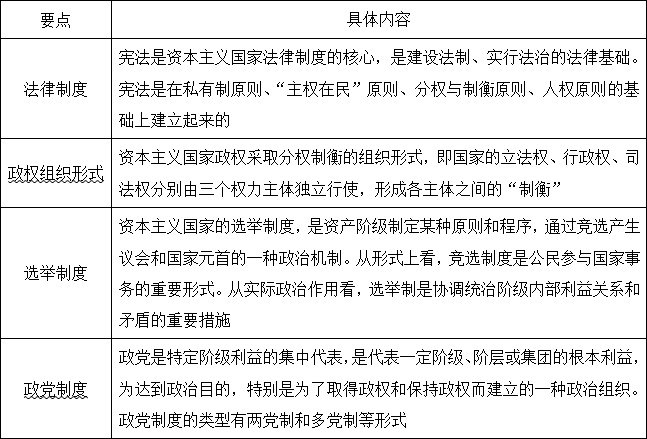 要点 具体内容
宪法是资本主义国家法律制度的核心，是建设法制、实行法治的法律基础。
法律制度 宪法是在私有制原则、“主权在民”原则、分权与制衡原则、人权原则的基
础上建立起来的
政权组织形式 资本主义国家政权采取分权制衡的组织形式，即国家的立法权、行政权、司
法权分别由三个权力主体独立行使，形成各主体之间的“制衡”
资本主义国家的选举制度，是资产阶级制定某种原则和程序，通过竞选产生
选举制度 议会和国家元首的一种政治机制。从形式上看，竞选制度是公民参与国家事
务的重要形式。从实际政治作用看，选举制是协调统治阶级内部利益关系和
矛盾的重要措施
政党是特定阶级利益的集中代表，是代表一定阶级、阶层或集团的根本利益，
政党制度 为达到政治目的，特别是为了取得政权和保持政权而建立的一种政治组织。
政党制度的类型有两党制和多党制等形式